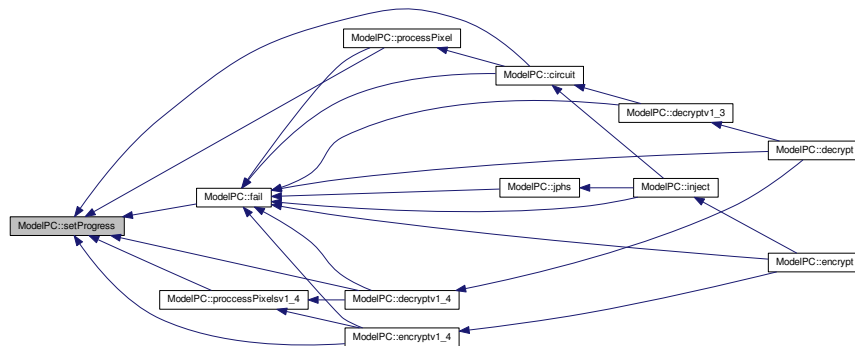 ModelPC::processPixel
ModelPC::circuit
ModelPC::decryptv1_3
ModelPC::decrypt
ModelPC::fail
ModelPC::jphs
ModelPC::inject
ModelPC::setProgress
ModelPC::encrypt
ModelPC::proccessPixelsv1_4
ModelPC::decryptv1_4
ModelPC::encryptv1_4